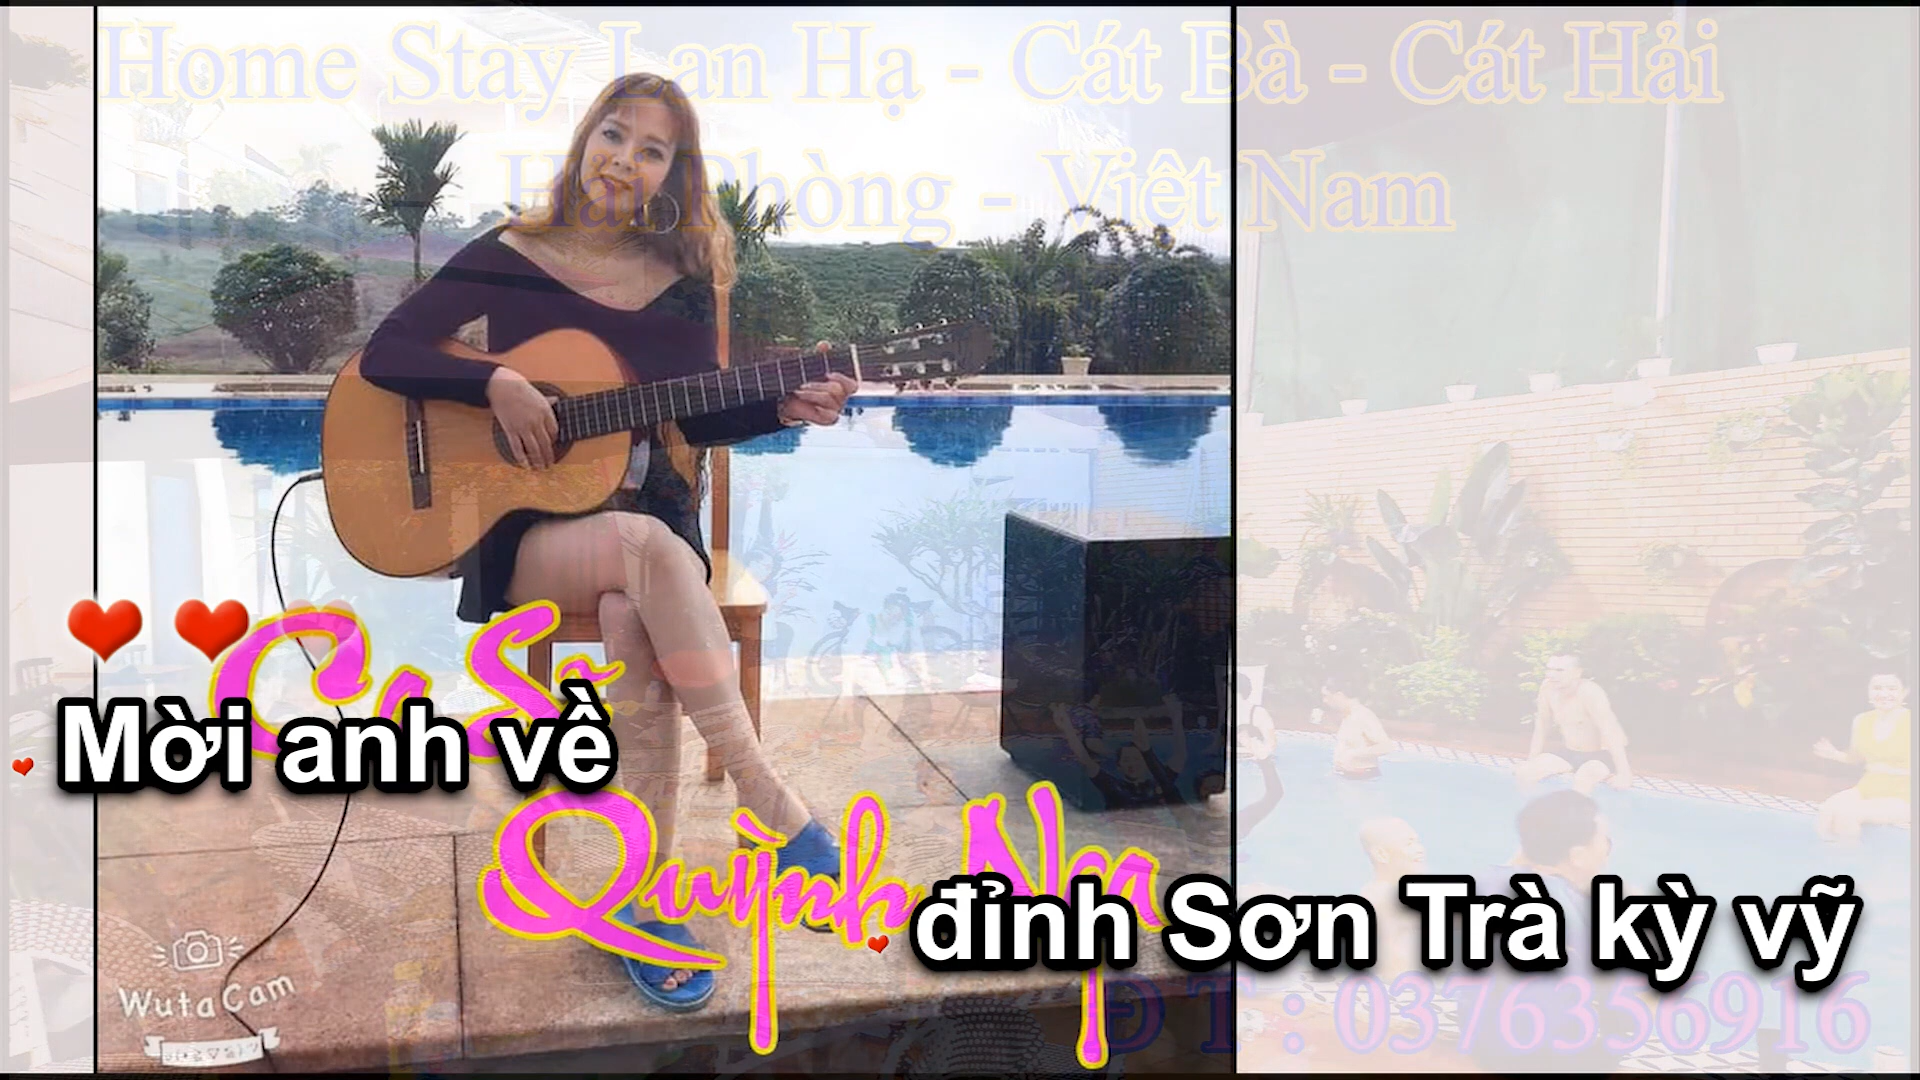 Home Stay Lan Hạ - Cát Bà - Cát Hải
Hải Phòng - Việt Nam
Ca Sĩ
Mời anh về
Quỳnh Nga
đỉnh Sơn Trà kỳ vỹ
WutaCam
ĐT : 0376356916